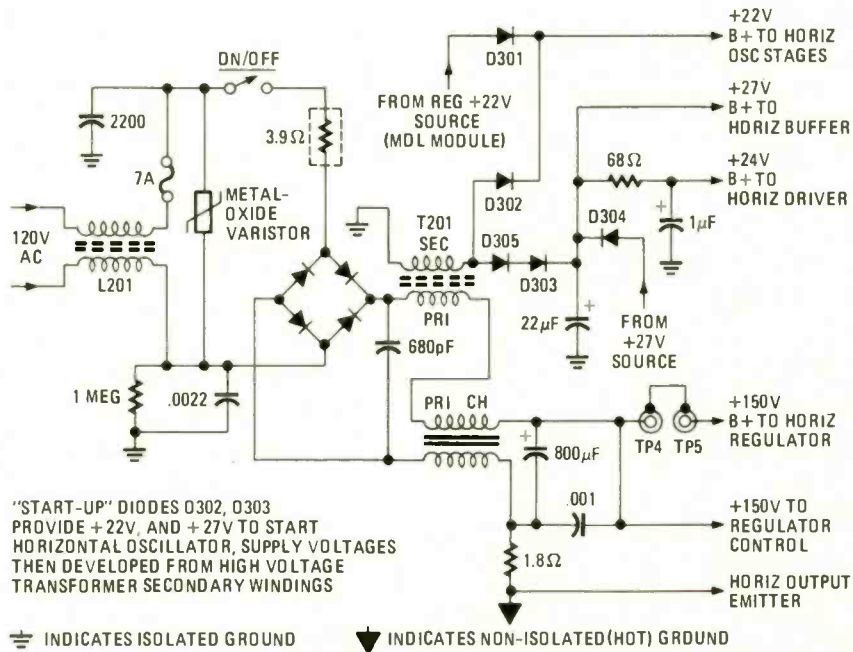 +22V
B+ TO HORIZ
OSC STAGES
D301
ON/OFF
FROM REG +22V
SOURCE
(MDL MODULE)
+27V
B+ TO
HORIZ BUFFER
2200
3.9Ω
68Ω
+24V
B+ TO
HORIZ DRIVER
7A
METAL-
OXIDE
VARISTOR
D302
T201
SEC
D304
1µF
120V
AC
D305
D303
L201
PRI
22µF
FROM
+27V
SOURCE
680pF
1 MEG
.0022
PRI CH
+150V
B+ TO HORIZ
REGULATOR
TP4 TP5
800µF
"START-UP" DIODES 0302, 0303
PROVIDE +22V, AND +27V TO START
HORIZONTAL OSCILLATOR, SUPPLY VOLTAGES
THEN DEVELOPED FROM HIGH VOLTAGE
TRANSFORMER SECONDARY WINDINGS
.001
+150V TO
REGULATOR
CONTROL
1.8Ω
HORIZ OUTPUT
EMITTER
INDICATES ISOLATED GROUND
INDICATES NON-ISOLATED (HOT) GROUND